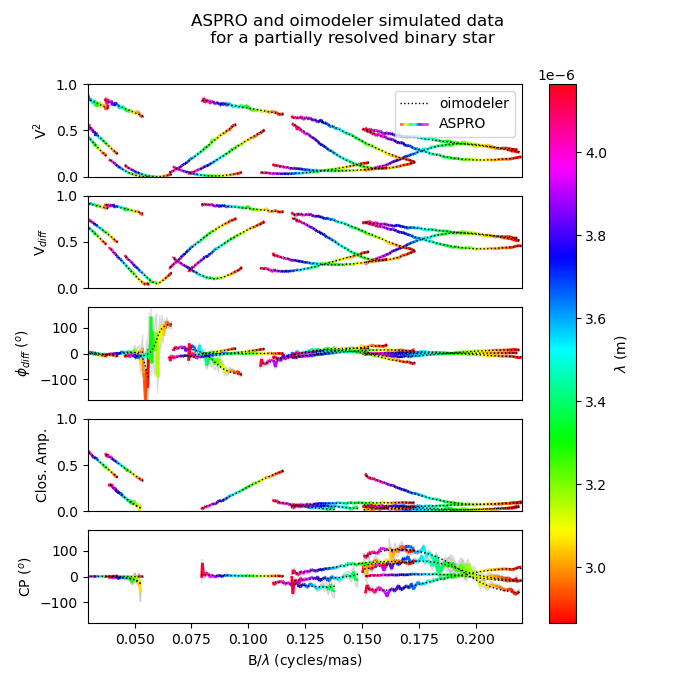 ASPRO and oimodeler simulated data
for a partially resolved binary star
1e−6
1.0
0.5
0.0
V²
oimodeler
ASPRO
1.0
0.5
0.0
V_diff
100
0
−100
ϕ_diff (°)
1.0
0.5
0.0
Clos. Amp.
100
0
−100
CP (°)
0.050 0.075 0.100 0.125 0.150 0.175 0.200
B/λ (cycles/mas)
4.0
3.8
3.6
3.4
3.2
3.0
λ (m)